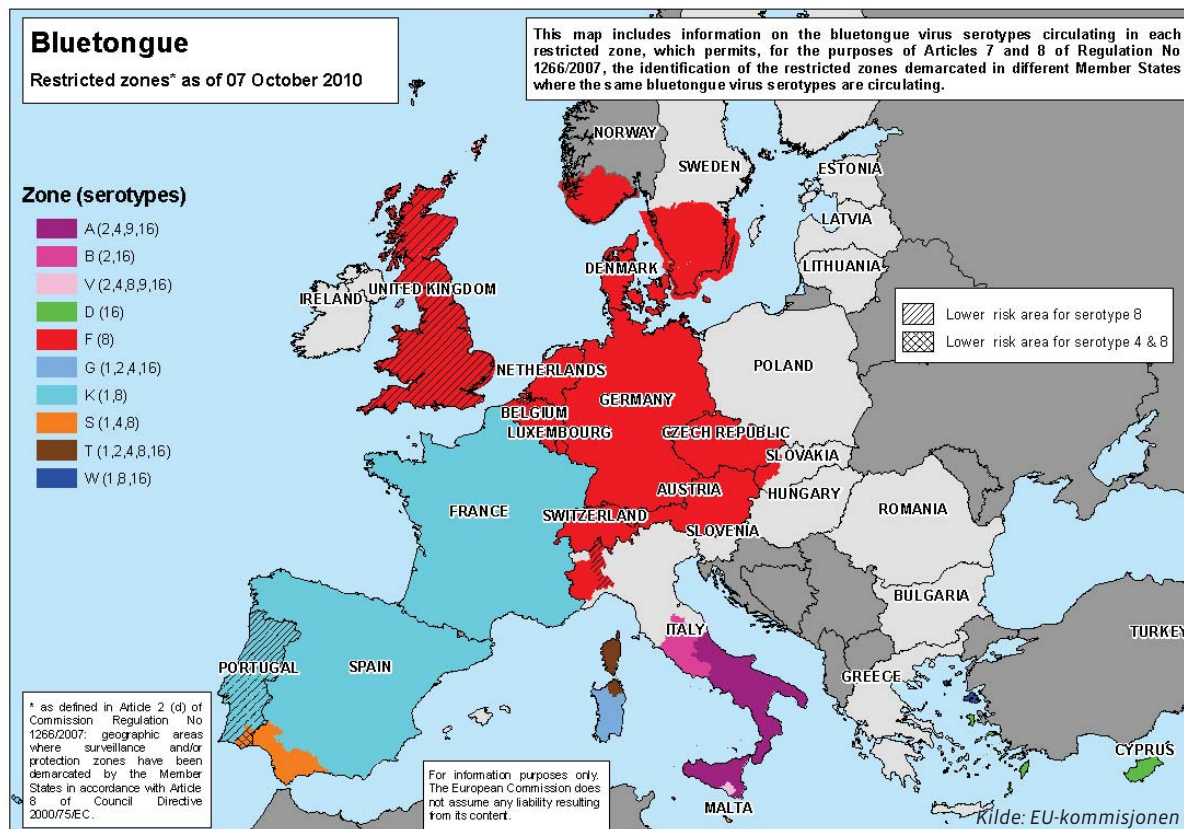 Bluetongue
Restricted zones* as of 07 October 2010
This map includes information on the bluetongue virus serotypes circulating in each
restricted zone, which permits, for the purposes of Articles 7 and 8 of Regulation No
1266/2007, the identification of the restricted zones demarcated in different Member States
where the same bluetongue virus serotypes are circulating.
Zone (serotypes)
A (2,4,9,16)
B (2,16)
V (2,4,8,9,16)
D (16)
F (8)
G (1,2,4,16)
K (1,8)
S (1,4,8)
T (1,2,4,8,16)
W (1,8,16)
NORWAY
SWEDEN
ESTONIA
LATVIA
LITHUANIA
DENMARK
IRELAND
UNITED KINGDOM
Lower risk area for serotype 8
Lower risk area for serotype 4 & 8
NETHERLANDS
POLAND
GERMANY
BELGIUM
LUXEMBOURG
CZECH REPUBLIC
SLOVAKIA
AUSTRIA
HUNGARY
FRANCE
SWITZERLAND
ROMANIA
SLOVENIA
BULGARIA
ITALY
TURKEY
PORTUGAL
SPAIN
GREECE
CYPRUS
MALTA
* as defined in Article 2 (d) of
Commission Regulation No
1266/2007: geographic areas
where surveillance and/or
protection zones have been
demarcated by the Member
States in accordance with Article
8 of Council Directive
2000/75/EC.
For information purposes only.
The European Commission does
not assume any liability resulting
from its content.
Kilde: EU-kommisjonen